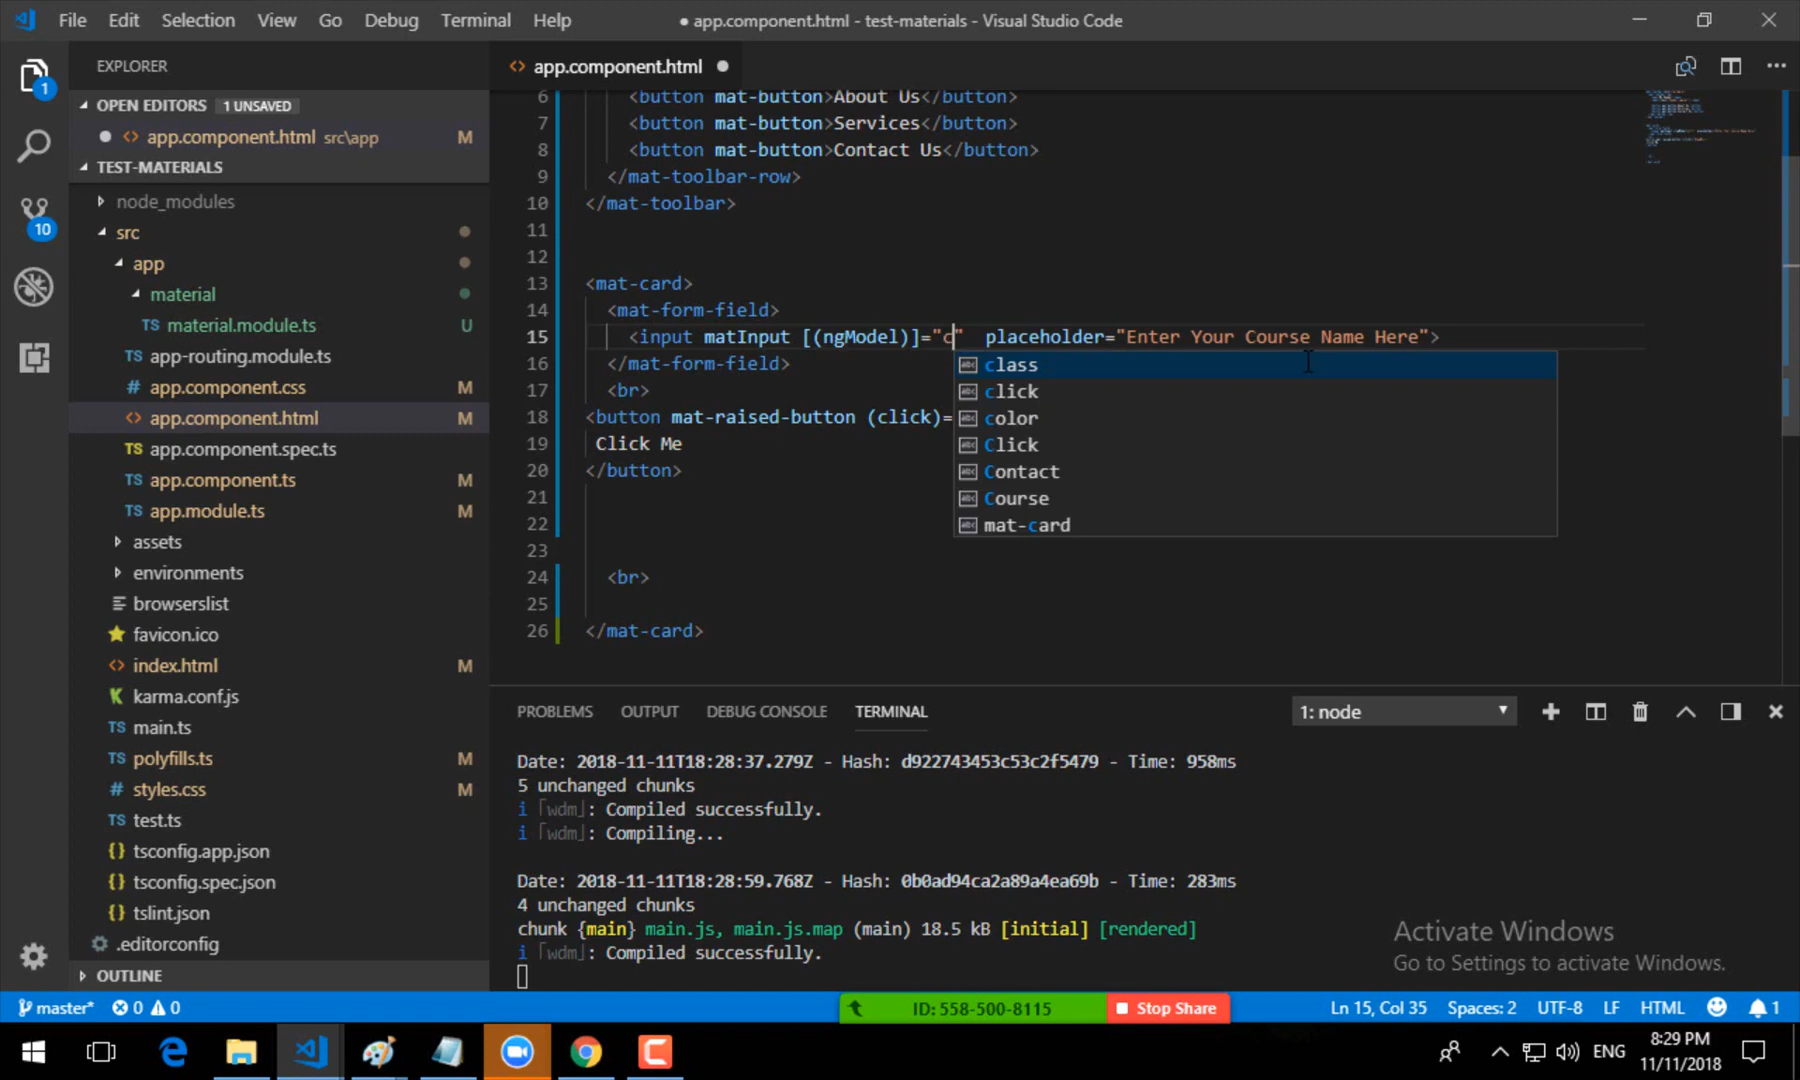 File Edit Selection View Go Debug Terminal Help
● app.component.html - test-materials - Visual Studio Code
EXPLORER
OPEN EDITORS 1 UNSAVED
app.component.html src\app M
TEST-MATERIALS
node_modules
src
app
material
TS material.module.ts U
TS app-routing.module.ts
# app.component.css M
<> app.component.html M
TS app.component.spec.ts
TS app.component.ts M
TS app.module.ts M
assets
environments
browserslist
favicon.ico
<> index.html M
karma.conf.js
TS main.ts
TS polyfills.ts M
# styles.css M
TS test.ts
{} tsconfig.app.json
{} tsconfig.spec.json
{} tslint.json
.editorconfig
OUTLINE
1
10
<> app.component.html
6 <button mat-button>About Us</button>
7 <button mat-button>Services</button>
8 <button mat-button>Contact Us</button>
9 </mat-toolbar-row>
10 </mat-toolbar>
11
12
13 <mat-card>
14 <mat-form-field>
15 <input matInput [(ngModel)]="c" placeholder="Enter Your Course Name Here">
16 </mat-form-field>
17 <br>
18 <button mat-raised-button (click)=
19 Click Me
20 </button>
21
22
23
24 <br>
25
26 </mat-card>
abc class
abc click
abc color
abc Click
abc Contact
abc Course
abc mat-card
PROBLEMS OUTPUT DEBUG CONSOLE TERMINAL
1: node
Date: 2018-11-11T18:28:37.279Z - Hash: d922743453c53c2f5479 - Time: 958ms
5 unchanged chunks
i ｢wdm｣: Compiled successfully.
i ｢wdm｣: Compiling...
Date: 2018-11-11T18:28:59.768Z - Hash: 0b0ad94ca2a89a4ea69b - Time: 283ms
4 unchanged chunks
chunk {main} main.js, main.js.map (main) 18.5 kB [initial] [rendered]
i ｢wdm｣: Compiled successfully.
Activate Windows
Go to Settings to activate Windows.
master* 0 0
ID: 558-500-8115 Stop Share
Ln 15, Col 35 Spaces: 2 UTF-8 LF HTML 1
ENG
8:29 PM
11/11/2018